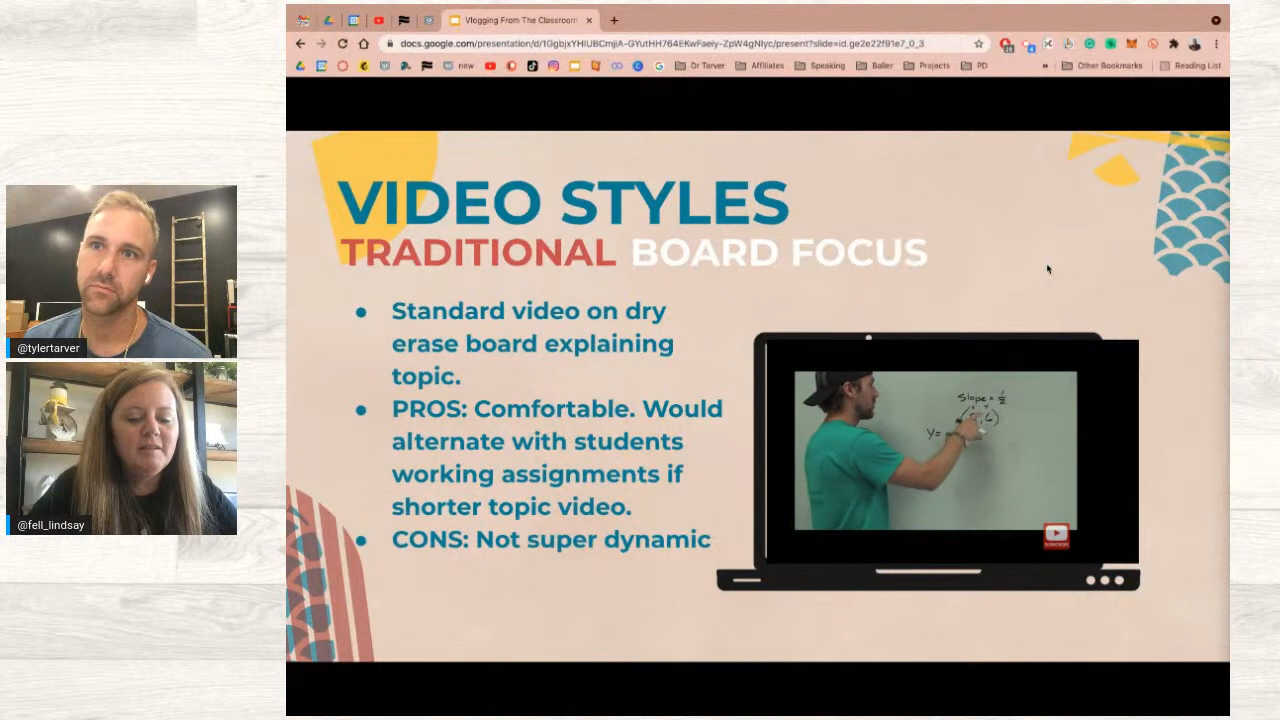 Vlogging From The Classroom
docs.google.com/presentation/d/1GgbjxYHIUBCmjiA-GYutHH764EKwFaeiy-ZpW4gNlyc/present?slide=id.ge2e22f91e7_0_3
new
Dr Tarver
Affiliates
Speaking
Baller
Projects
PD
»
Other Bookmarks
Reading List
VIDEO STYLES
TRADITIONAL BOARD FOCUS
• Standard video on dry
erase board explaining
topic.
• PROS: Comfortable. Would
alternate with students
working assignments if
shorter topic video.
• CONS: Not super dynamic
Slope = 1/2
Y=
@tylertarver
@fell_lindsay